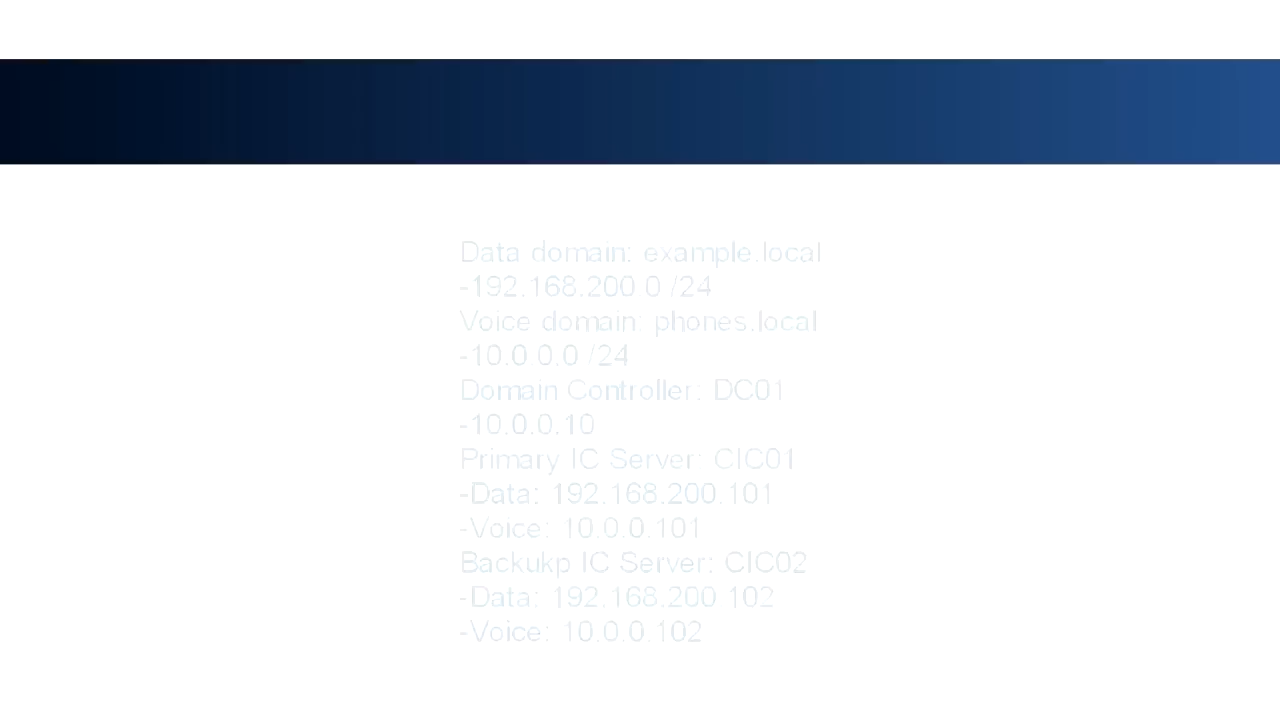 Data domain: example.local
-192.168.200.0 /24
Voice domain: phones.local
-10.0.0.0 /24
Domain Controller: DC01
-10.0.0.10
Primary IC Server: CIC01
-Data: 192.168.200.101
-Voice: 10.0.0.101
Backukp IC Server: CIC02
-Data: 192.168.200.102
-Voice: 10.0.0.102